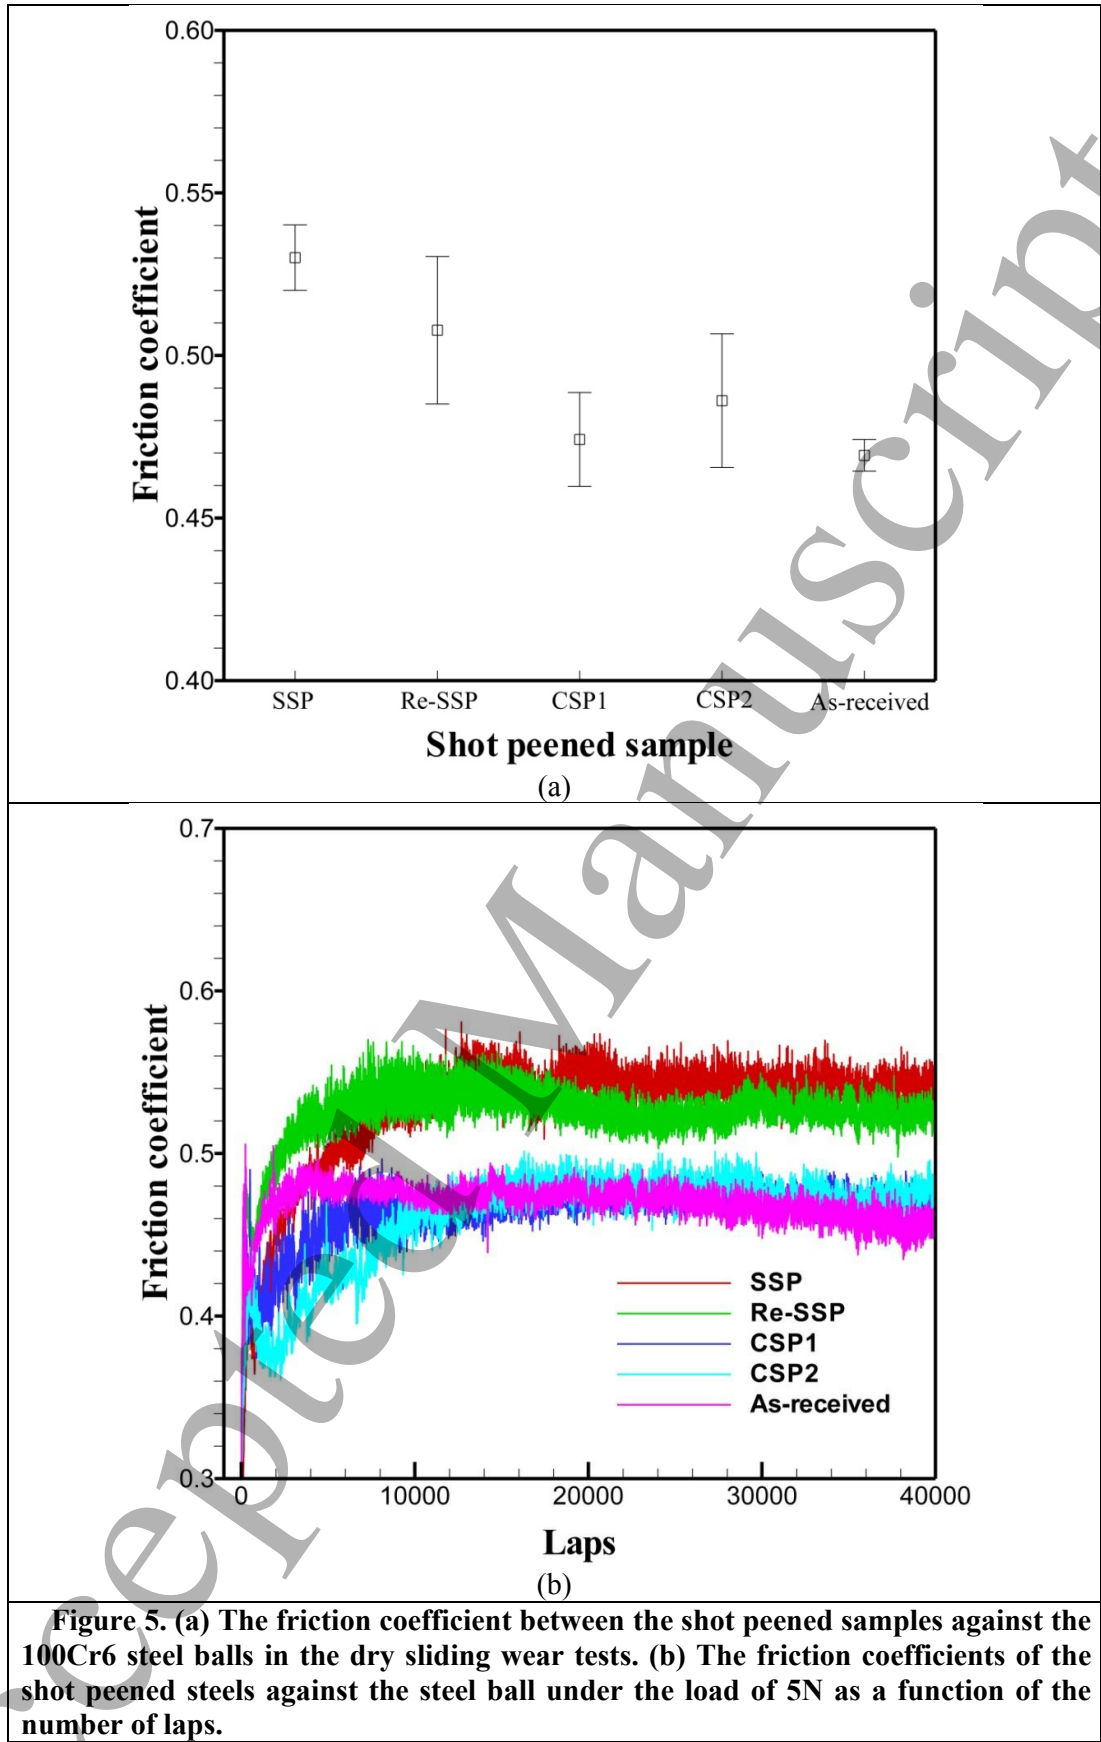 0.60
0.55
0.50
0.45
0.40
Friction coefficient
SSP Re-SSP CSP1 CSP2 As-received
Shot peened sample
(a)
0.7
0.6
0.5
0.4
0.3
Friction coefficient
SSP
Re-SSP
CSP1
CSP2
As-received
0 10000 20000 30000 40000
Laps
(b)
Figure 5. (a) The friction coefficient between the shot peened samples against the
100Cr6 steel balls in the dry sliding wear tests. (b) The friction coefficients of the
shot peened steels against the steel ball under the load of 5N as a function of the
number of laps.
cepted Manuscript